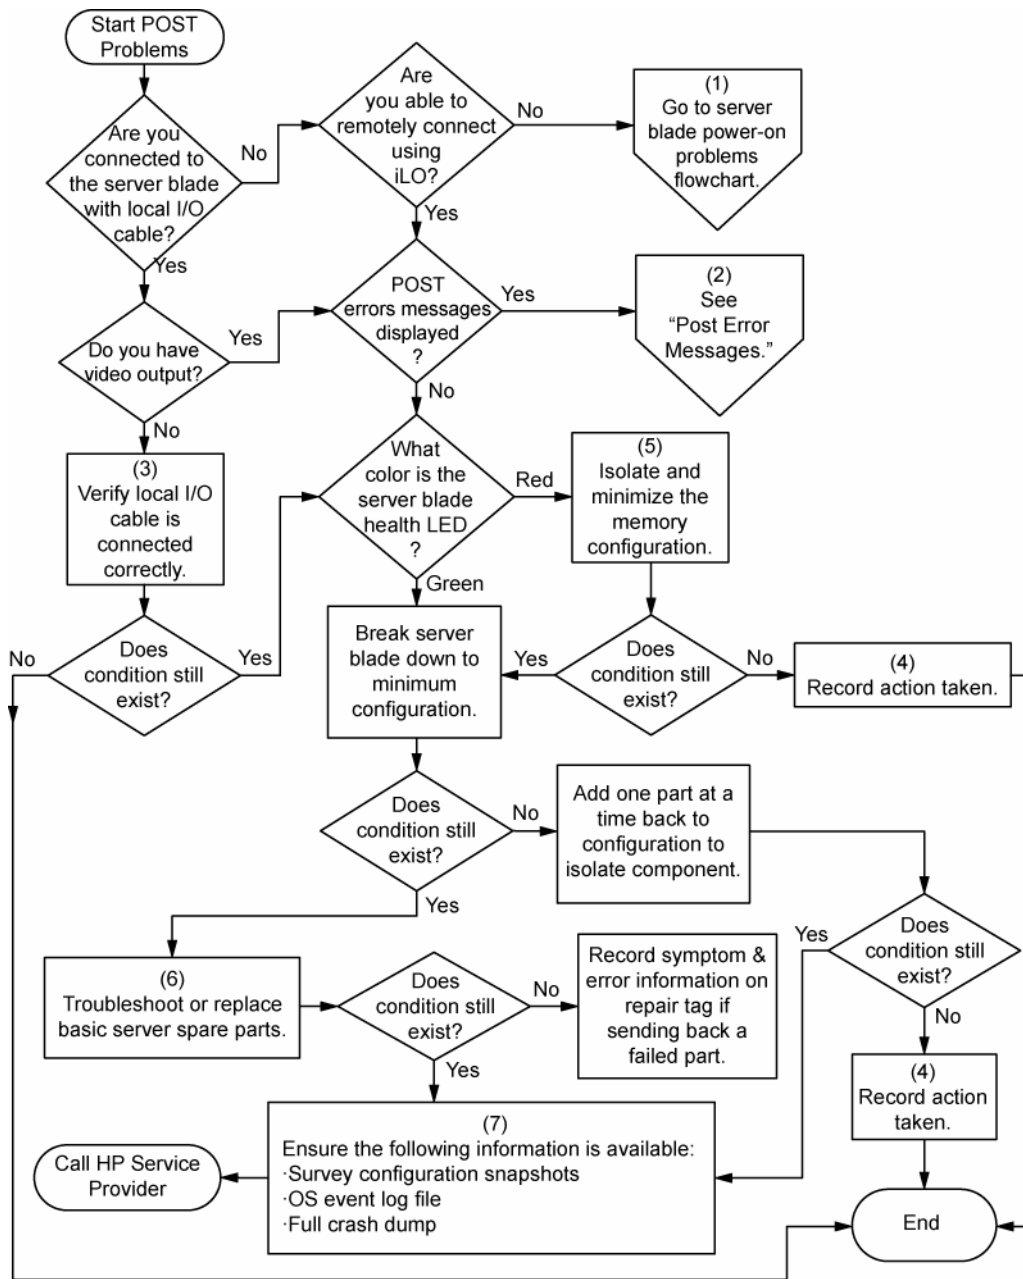 Start POST
Problems
Are you
connected to
the server blade
with local I/O
cable?
No
Yes
Are
you able to
remotely connect
using
iLO?
No
Yes
(1)
Go to server
blade power-on
problems
flowchart.
Do you have
video output?
Yes
No
POST
errors messages
displayed
?
Yes
No
(2)
See
“Post Error
Messages.”
(3)
Verify local I/O
cable is
connected
correctly.
What
color is the
server blade
health LED
?
Red
Green
(5)
Isolate and
minimize the
memory
configuration.
Does
condition still
exist?
No
Yes
Break server
blade down to
minimum
configuration.
Does
condition still
exist?
Yes
No
(4)
Record action taken.
Does
condition still
exist?
No
Yes
Add one part at a
time back to
configuration to
isolate component.
Does
condition still
exist?
Yes
No
(6)
Troubleshoot or replace
basic server spare parts.
Does
condition still
exist?
No
Yes
Record symptom &
error information on
repair tag if
sending back a
failed part.
(4)
Record action
taken.
(7)
Ensure the following information is available:
·Survey configuration snapshots
·OS event log file
·Full crash dump
Call HP Service
Provider
End